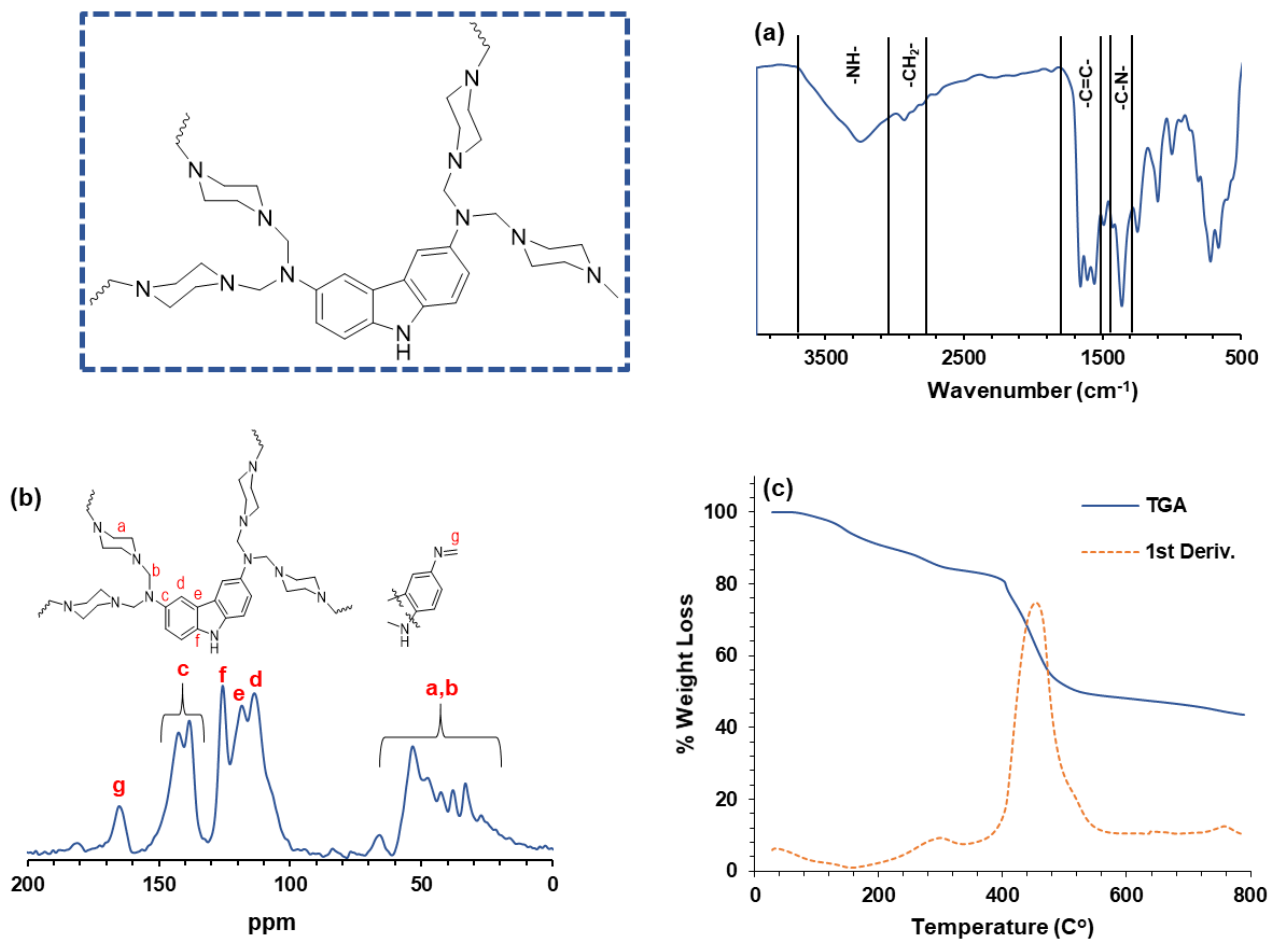 N
N
N
N
N
N
N
N
N
N
N
H
(a)
-NH-
-CH₂-
-C=C-
-C-N-
3500
2500
1500
500
Wavenumber (cm⁻¹)
(b)
N
N
N
N
N
N
N
N
N
N
N
H
a
b
c
d
e
f
g
N
N
H
g
c
f
e
d
a,b
200
150
100
50
0
ppm
(c)
TGA
1st Deriv.
100
80
60
40
20
0
% Weight Loss
0
200
400
600
800
Temperature (Cᵒ)